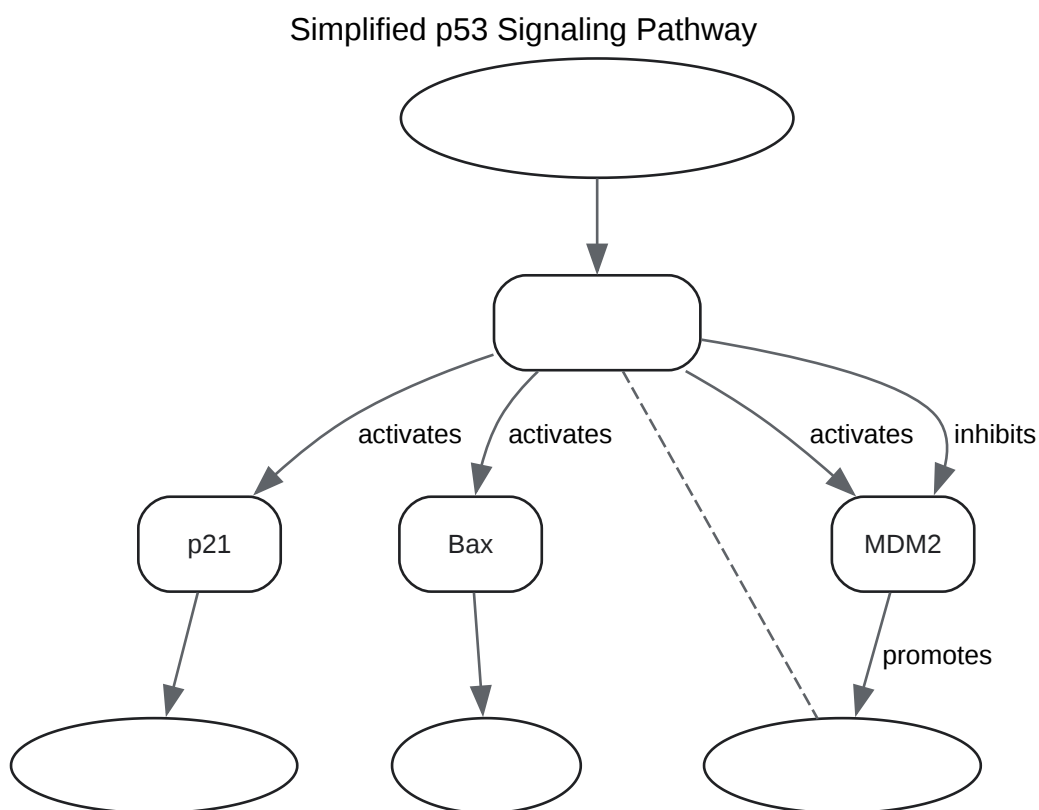 Simplified p53 Signaling Pathway
activates
activates
activates
inhibits
p21
Bax
MDM2
promotes